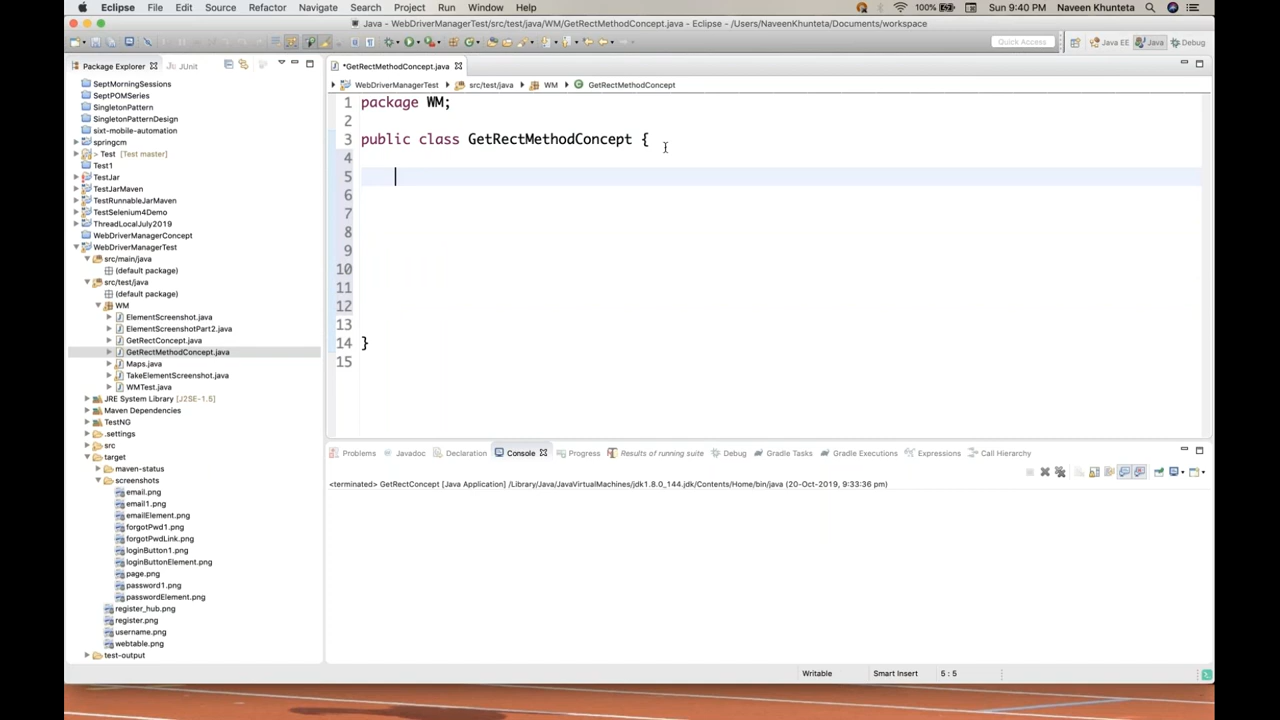 Eclipse File Edit Source Refactor Navigate Search Project Run Window Help 100% Sun 9:40 PM Naveen Khunteta
Java - WebDriverManagerTest/src/test/java/WM/GetRectMethodConcept.java - Eclipse - /Users/NaveenKhunteta/Documents/workspace
Quick Access Java EE Java Debug
Package Explorer JUnit
SeptMorningSessions
SeptPOMSeries
SingletonPattern
SingletonPatternDesign
sixt-mobile-automation
springcm
> Test [Test master]
Test1
TestJar
TestJarMaven
TestRunnableJarMaven
TestSelenium4Demo
ThreadLocalJuly2019
WebDriverManagerConcept
WebDriverManagerTest
src/main/java
(default package)
src/test/java
(default package)
WM
ElementScreenshot.java
ElementScreenshotPart2.java
GetRectConcept.java
GetRectMethodConcept.java
Maps.java
TakeElementScreenshot.java
WMTest.java
JRE System Library [J2SE-1.5]
Maven Dependencies
TestNG
.settings
src
target
maven-status
screenshots
email.png
email1.png
emailElement.png
forgotPwd1.png
forgotPwdLink.png
loginButton1.png
loginButtonElement.png
page.png
password1.png
passwordElement.png
register_hub.png
register.png
username.png
webtable.png
test-output
*GetRectMethodConcept.java
WebDriverManagerTest src/test/java WM GetRectMethodConcept
1 package WM;
2
3 public class GetRectMethodConcept {
4
5
6
7
8
9
10
11
12
13
14 }
15
Problems Javadoc Declaration Console Progress Results of running suite Debug Gradle Tasks Gradle Executions Expressions Call Hierarchy
<terminated> GetRectConcept [Java Application] /Library/Java/JavaVirtualMachines/jdk1.8.0_144.jdk/Contents/Home/bin/java (20-Oct-2019, 9:33:36 pm)
Writable Smart Insert 5 : 5